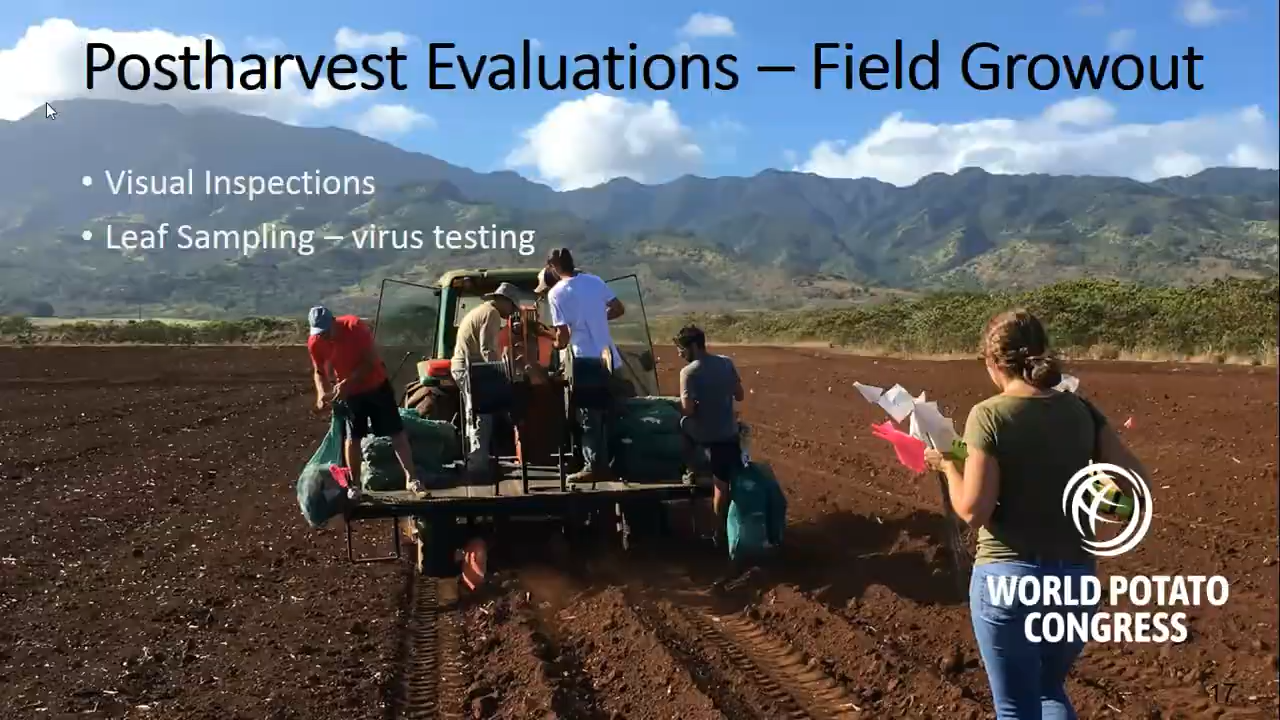 Postharvest Evaluations – Field Growout
• Visual Inspections
• Leaf Sampling – virus testing
WORLD POTATO
CONGRESS
17